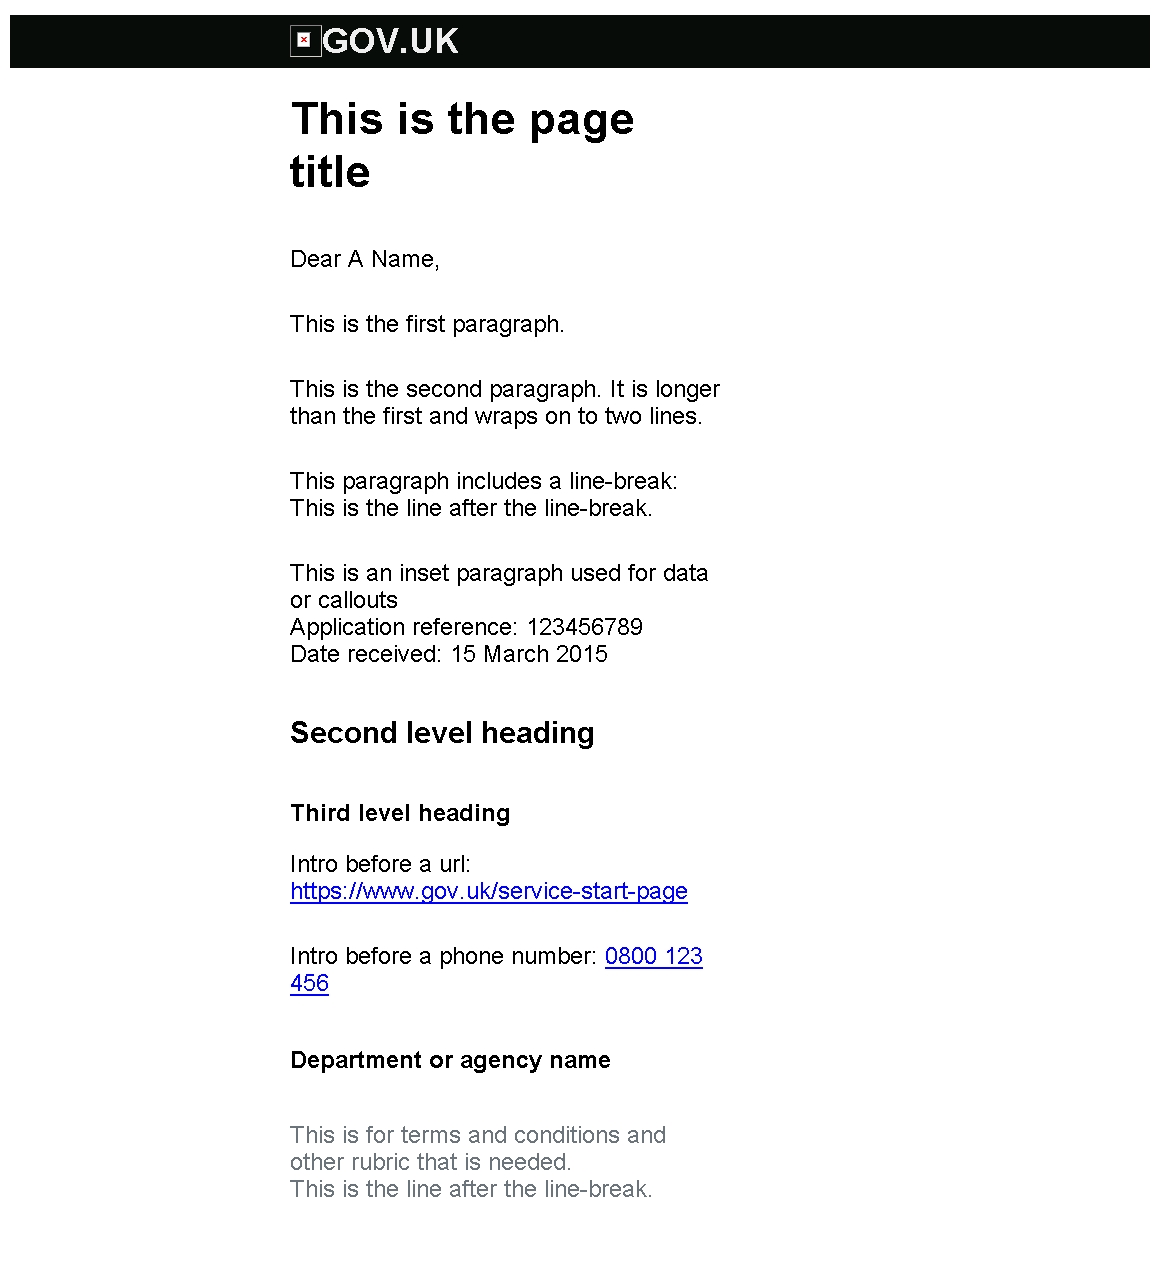 GOV.UK
This is the page
title
Dear A Name,
This is the first paragraph.
This is the second paragraph. It is longer
than the first and wraps on to two lines.
This paragraph includes a line-break:
This is the line after the line-break.
This is an inset paragraph used for data
or callouts
Application reference: 123456789
Date received: 15 March 2015
Second level heading
Third level heading
Intro before a url:
https://www.gov.uk/service-start-page
Intro before a phone number: 0800 123
456
Department or agency name
This is for terms and conditions and
other rubric that is needed.
This is the line after the line-break.